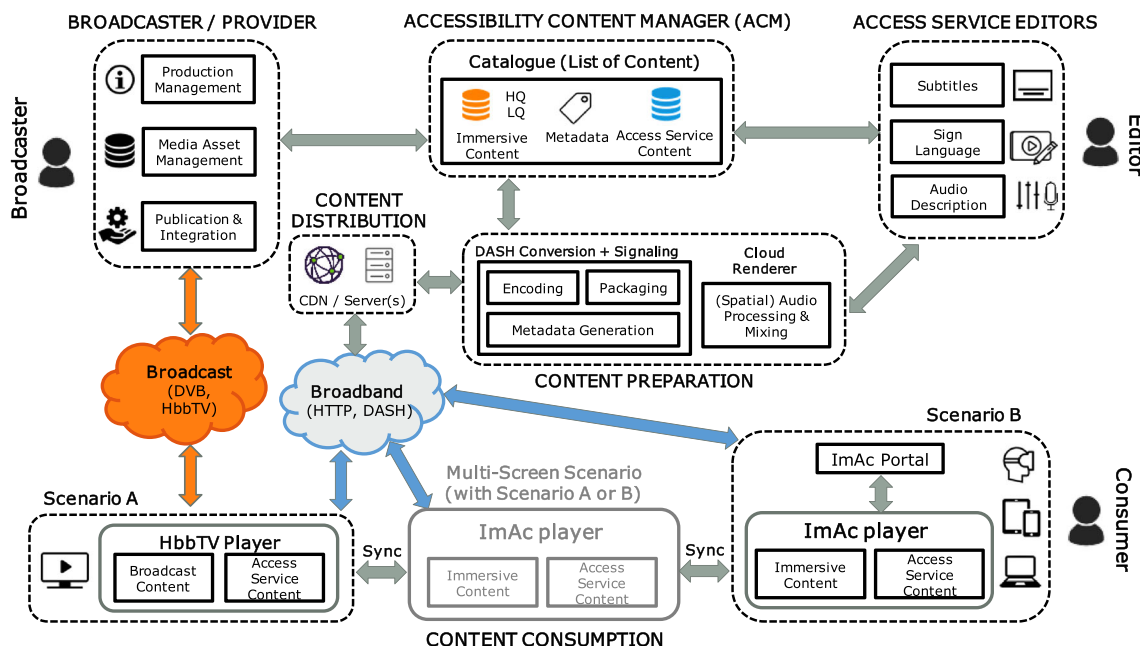 BROADCASTER / PROVIDER
Production
Management
Media Asset
Management
Publication &
Integration
Broadcaster
ACCESSIBILITY CONTENT MANAGER (ACM)
Catalogue (List of Content)
HQ
LQ
Immersive
Content
Metadata
Access Service
Content
ACCESS SERVICE EDITORS
Subtitles
Sign
Language
Audio
Description
Editor
CONTENT
DISTRIBUTION
CDN / Server(s)
DASH Conversion + Signaling
Encoding
Packaging
Metadata Generation
Cloud
Renderer
(Spatial) Audio
Processing &
Mixing
CONTENT PREPARATION
Broadcast
(DVB,
HbbTV)
Broadband
(HTTP, DASH)
Scenario A
HbbTV Player
Broadcast
Content
Access
Service
Content
Sync
Multi-Screen Scenario
(with Scenario A or B)
ImAc player
Immersive
Content
Access
Service
Content
Sync
CONTENT CONSUMPTION
Scenario B
ImAc Portal
ImAc player
Immersive
Content
Access
Service
Content
Consumer